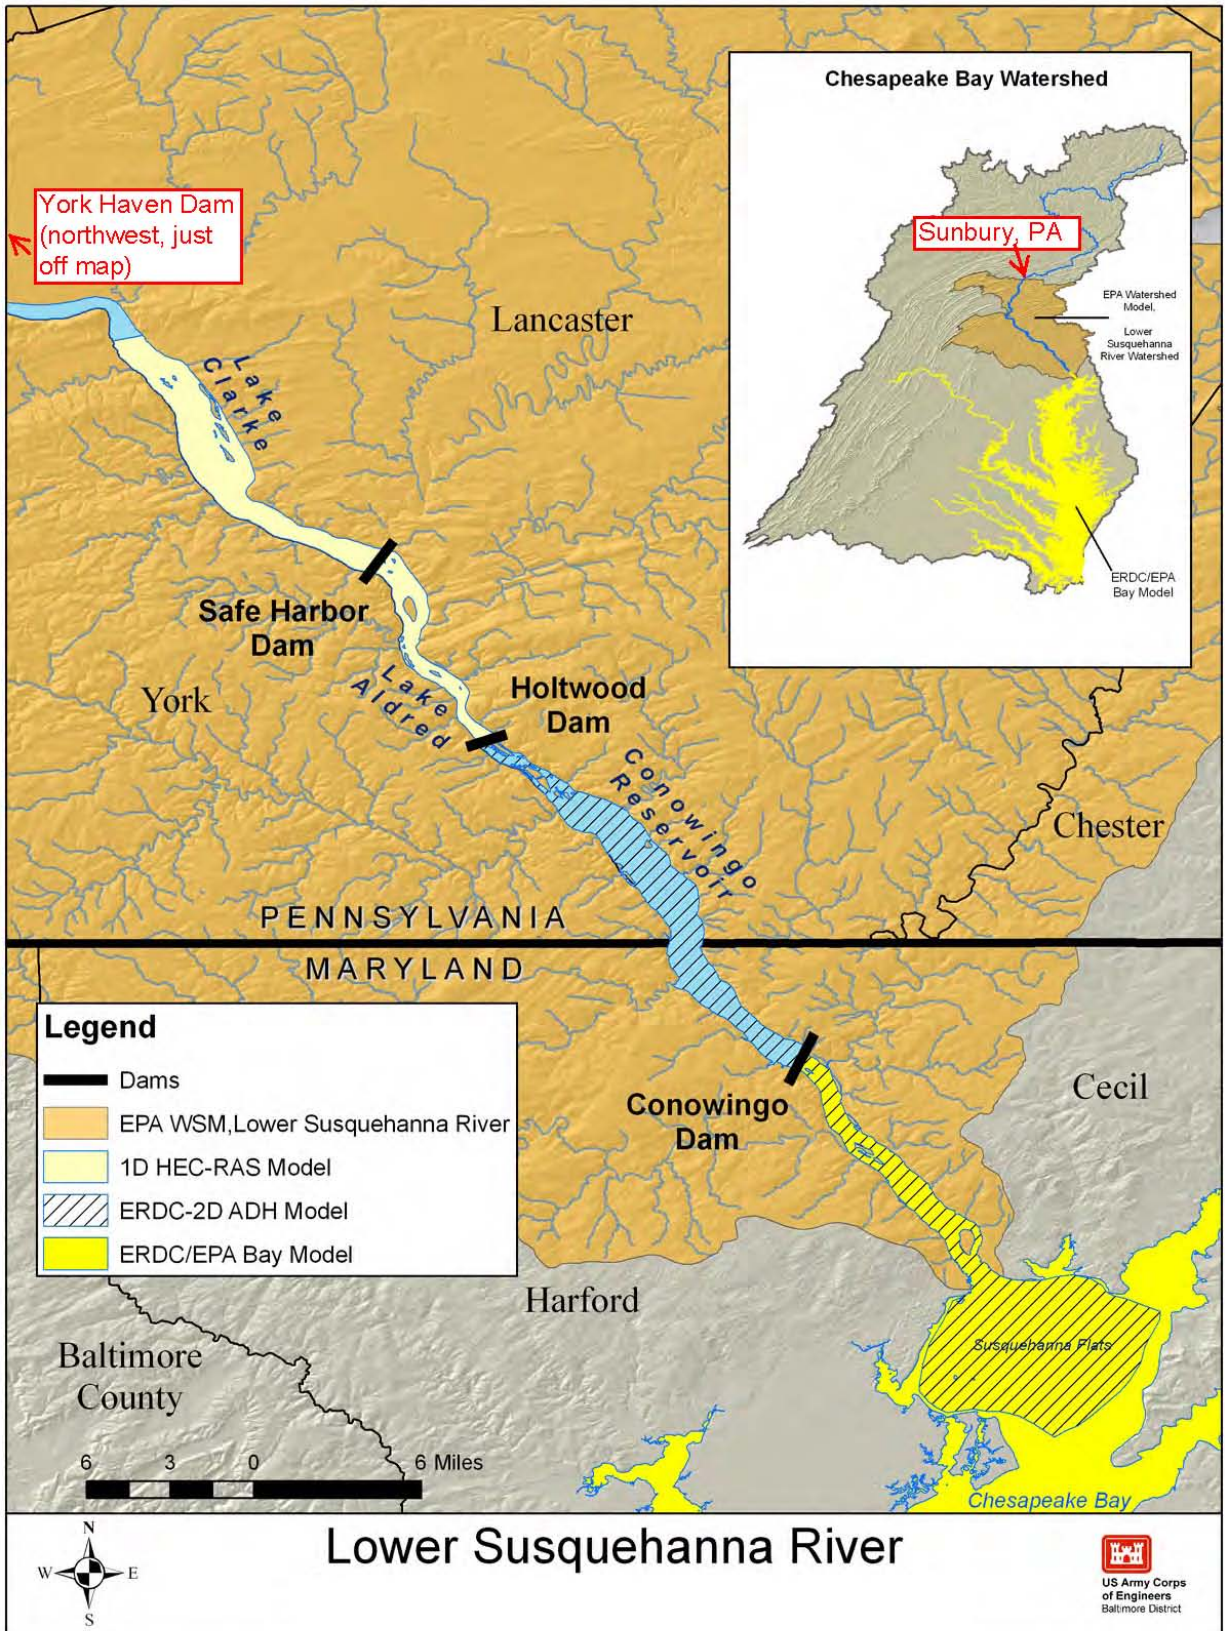 Chesapeake Bay Watershed
York Haven Dam
(northwest, just
off map)
Sunbury, PA
EPA Watershed
Model,
Lower
Susquehanna
River Watershed
ERDC/EPA
Bay Model
Lancaster
Lake
Clarke
Safe Harbor
Dam
York
Lake
Aldred
Holtwood
Dam
Conowingo
Reservoir
Chester
PENNSYLVANIA
MARYLAND
Legend
Dams
EPA WSM,Lower Susquehanna River
1D HEC-RAS Model
ERDC-2D ADH Model
ERDC/EPA Bay Model
Conowingo
Dam
Cecil
Harford
Susquehanna Flats
Baltimore
County
6 3 0 6 Miles
Chesapeake Bay
N
W E
S
Lower Susquehanna River
US Army Corps
of Engineers
Baltimore District